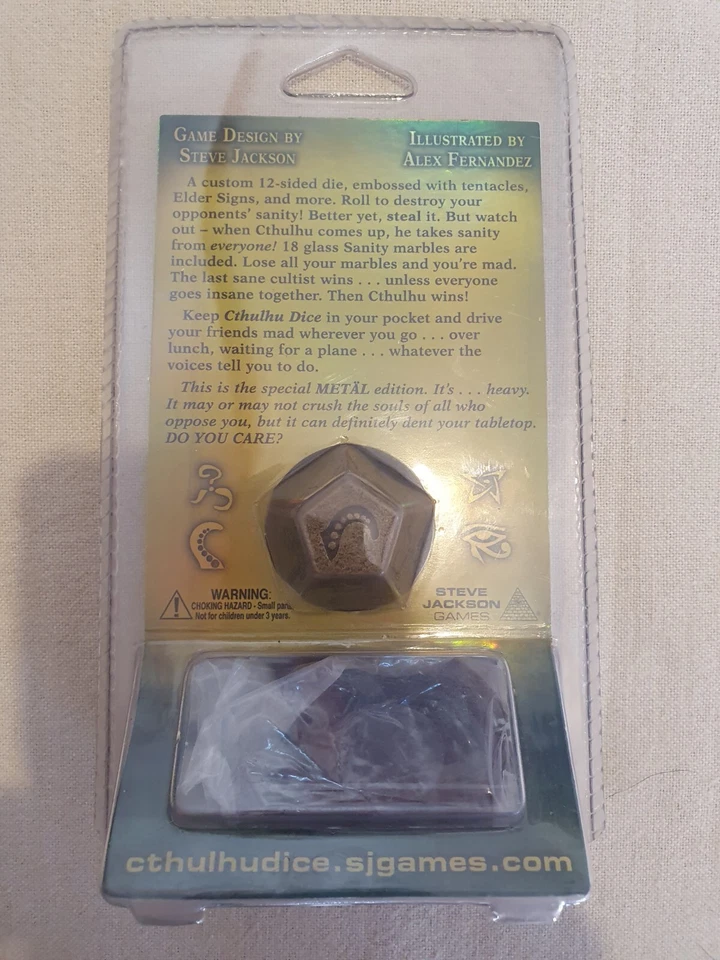 GAME DESIGN BY
STEVE JACKSON
ILLUSTRATED BY
ALEX FERNANDEZ
A custom 12-sided die, embossed with tentacles,
Elder Signs, and more. Roll to destroy your
opponents' sanity! Better yet, steal it. But watch
out – when Cthulhu comes up, he takes sanity
from everyone! 18 glass Sanity marbles are
included. Lose all your marbles and you're mad.
The last sane cultist wins . . . unless everyone
goes insane together. Then Cthulhu wins!
Keep Cthulhu Dice in your pocket and drive
your friends mad wherever you go . . . over
lunch, waiting for a plane . . . whatever the
voices tell you to do.
This is the special METÄL edition. It's . . . heavy.
It may or may not crush the souls of all who
oppose you, but it can definitely dent your tabletop.
DO YOU CARE?
WARNING:
CHOKING HAZARD - Small
Not for children under 3 years.
STEVE
JACKSON
GAMES
cthulhudice.sjgames.com